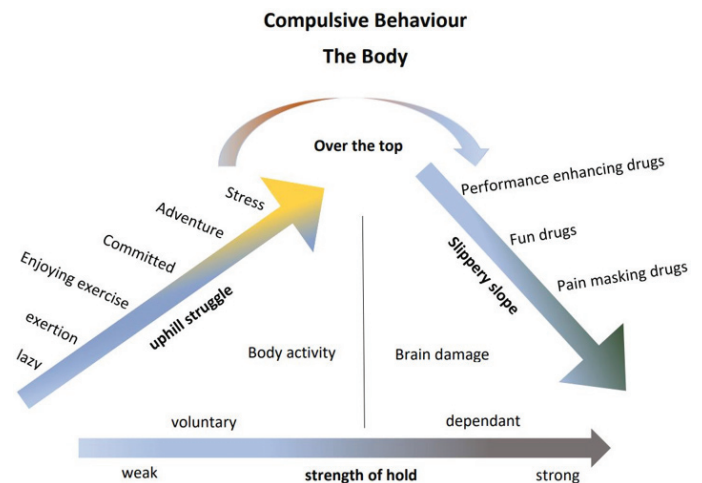 Compulsive Behaviour
The Body
Over the top
Stress
Adventure
Committed
Enjoying exercise
exertion
lazy
uphill struggle
Performance enhancing drugs
Fun drugs
Pain masking drugs
Slippery slope
Body activity
Brain damage
voluntary
dependant
weak
strength of hold
strong